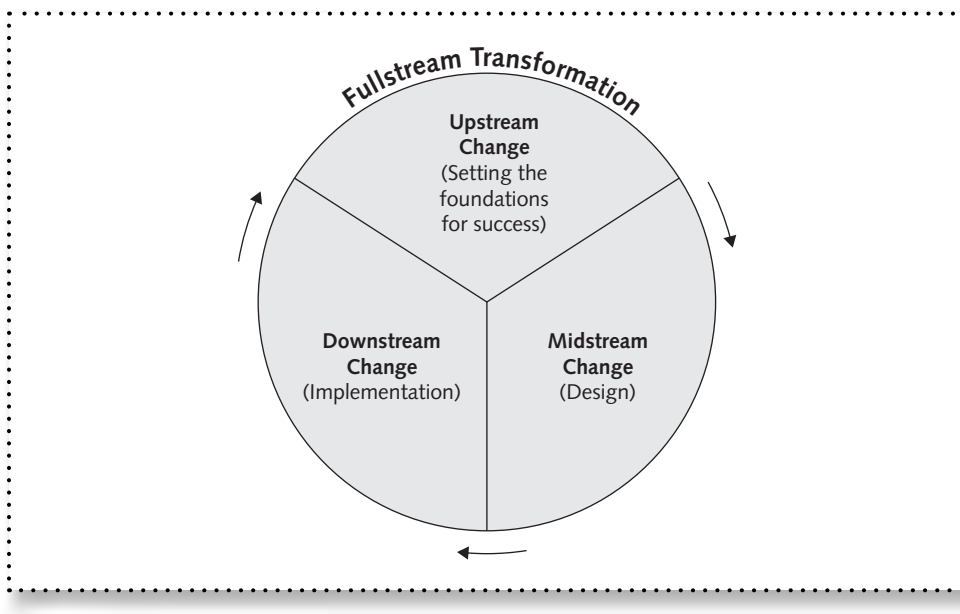 Fullstream Transformation
Upstream
Change
(Setting the
foundations
for success)
Downstream
Change
(Implementation)
Midstream
Change
(Design)